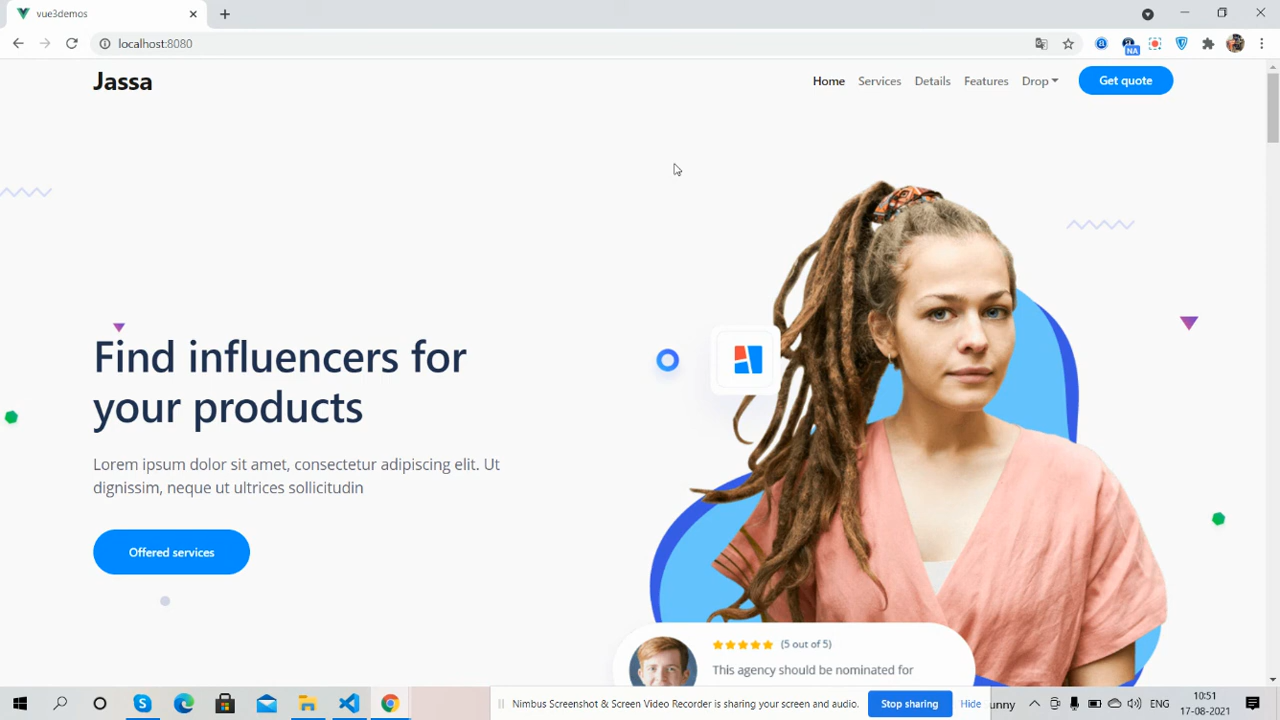 vue3demos
localhost:8080
NA
Jassa
Home Services Details Features Drop Get quote
Find influencers for
your products
Lorem ipsum dolor sit amet, consectetur adipiscing elit. Ut
dignissim, neque ut ultrices sollicitudin
Offered services
(5 out of 5)
This agency should be nominated for
Nimbus Screenshot & Screen Video Recorder is sharing your screen and audio. Stop sharing Hide
unny
ENG
10:51
17-08-2021